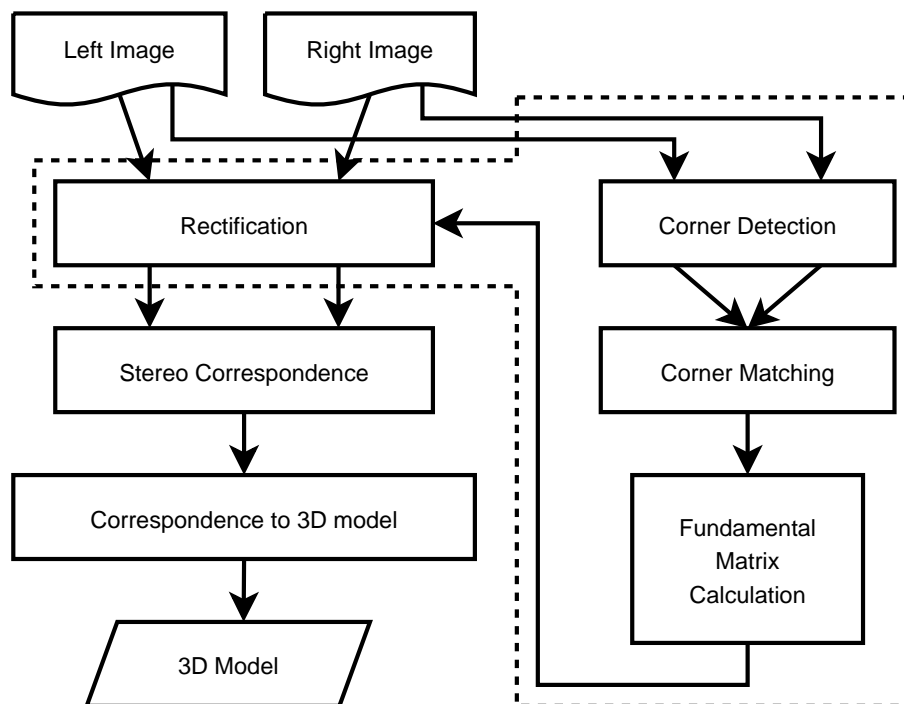 Left Image
Right Image
Rectification
Corner Detection
Stereo Correspondence
Corner Matching
Correspondence to 3D model
Fundamental
Matrix
Calculation
3D Model